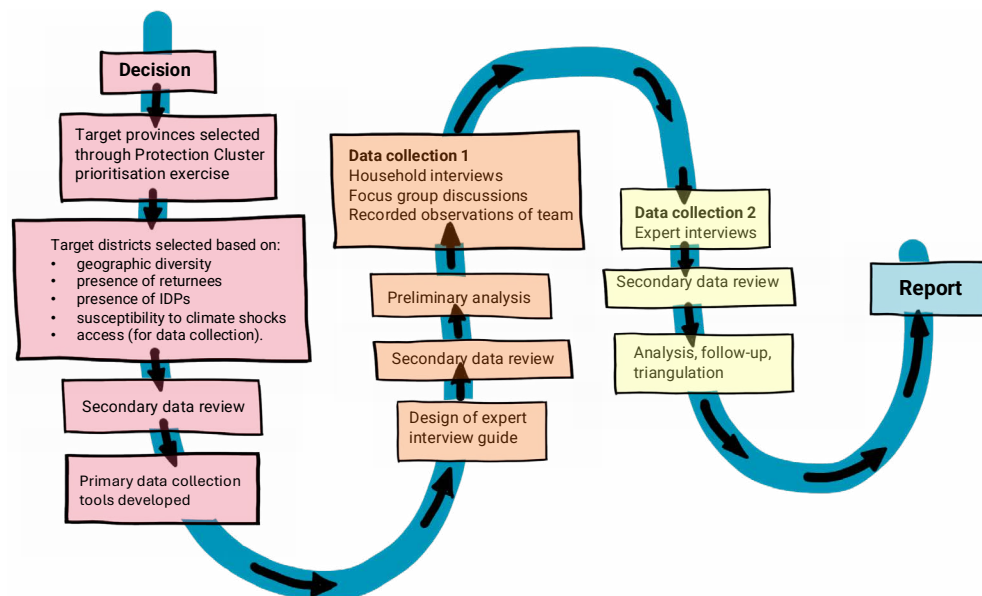 Decision
Target provinces selected
through Protection Cluster
prioritisation exercise
Target districts selected based on:
• geographic diversity
• presence of returnees
• presence of IDPs
• susceptibility to climate shocks
• access (for data collection).
Secondary data review
Primary data collection
tools developed
Design of expert
interview guide
Secondary data review
Preliminary analysis
Data collection 1
Household interviews
Focus group discussions
Recorded observations of team
Data collection 2
Expert interviews
Secondary data review
Analysis, follow-up,
triangulation
Report